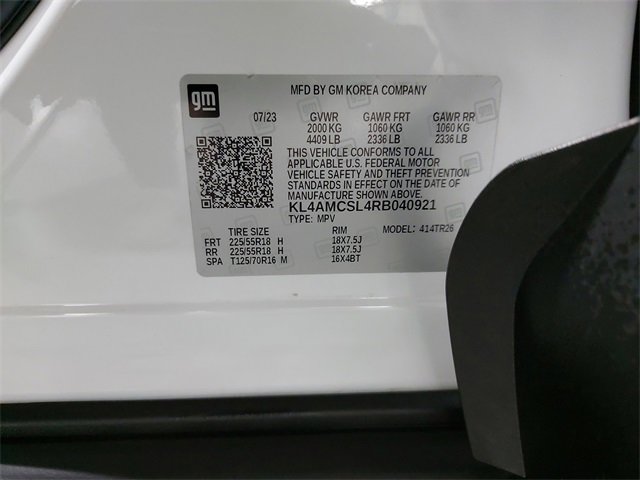 gm
MFD BY GM KOREA COMPANY
07/23 GVWR GAWR FRT GAWR RR
2000 KG 1060 KG 1060 KG
4409 LB 2336 LB 2336 LB
THIS VEHICLE CONFORMS TO ALL
APPLICABLE U.S. FEDERAL MOTOR
VEHICLE SAFETY AND THEFT PREVENTION
STANDARDS IN EFFECT ON THE DATE OF
MANUFACTURE SHOWN ABOVE.
KL4AMCSL4RB040921
TYPE: MPV
TIRE SIZE RIM MODEL: 414TR26
FRT 225/55R18 H 18X7.5J
RR 225/55R18 H 18X7.5J
SPA T125/70R16 M 16X4BT